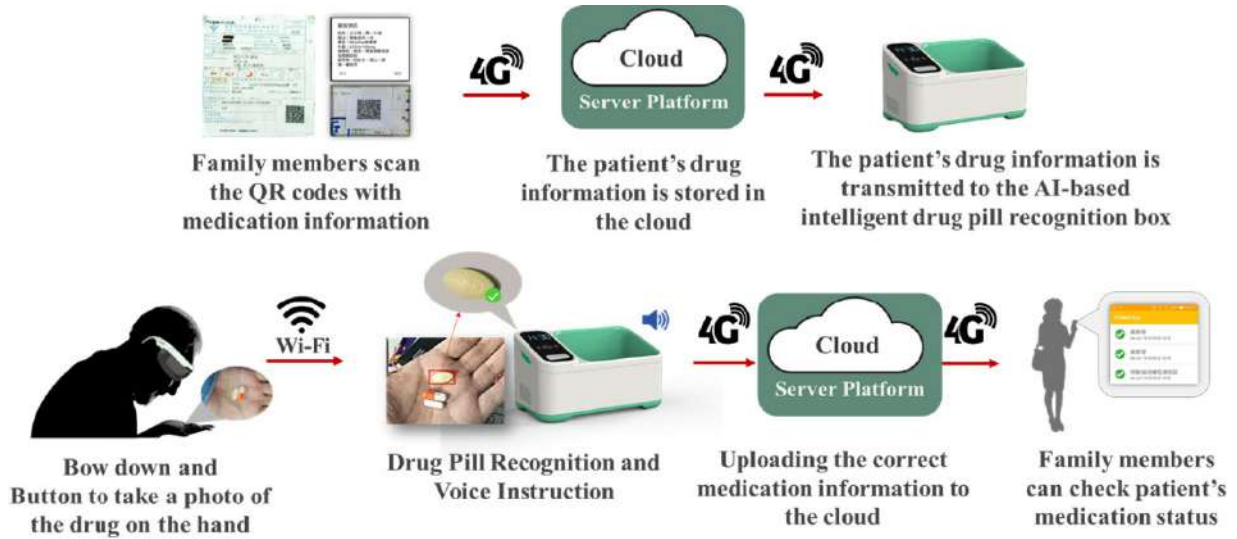 4G
Cloud
Server Platform
4G
Family members scan
the QR codes with
medication information
The patient's drug
information is stored in
the cloud
The patient's drug information is
transmitted to the AI-based
intelligent drug pill recognition box
Wi-Fi
4G
Cloud
Server Platform
4G
Bow down and
Button to take a photo of
the drug on the hand
Drug Pill Recognition and
Voice Instruction
Uploading the correct
medication information to
the cloud
Family members
can check patient's
medication status